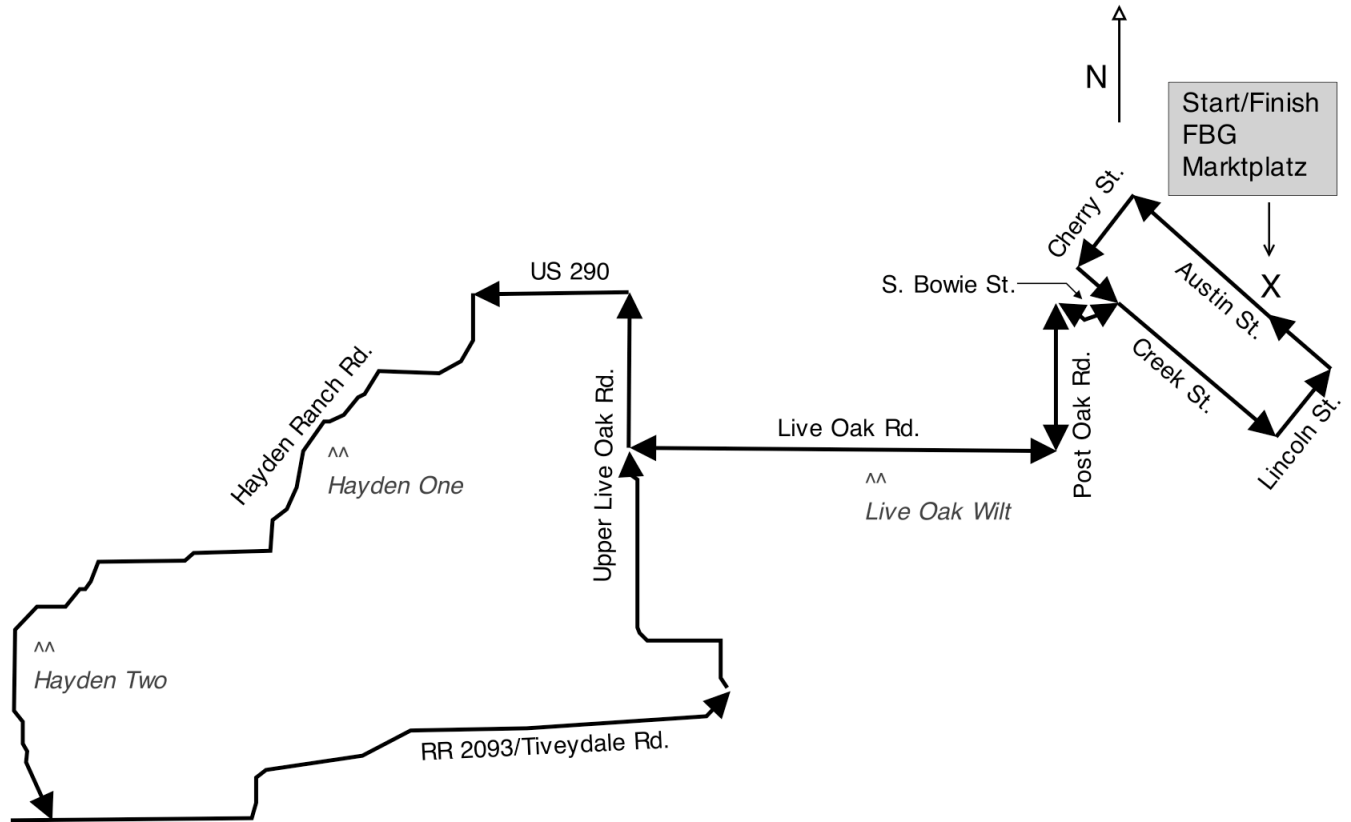 N
Start/Finish
FBG
Marktplatz
Cherry St.
Austin St.
X
US 290
S. Bowie St.
Creek St.
Lincoln St.
Hayden Ranch Rd.
Upper Live Oak Rd.
Live Oak Rd.
Post Oak Rd.
^^
Hayden One
^^
Live Oak Wilt
^^
Hayden Two
RR 2093/Tiveydale Rd.